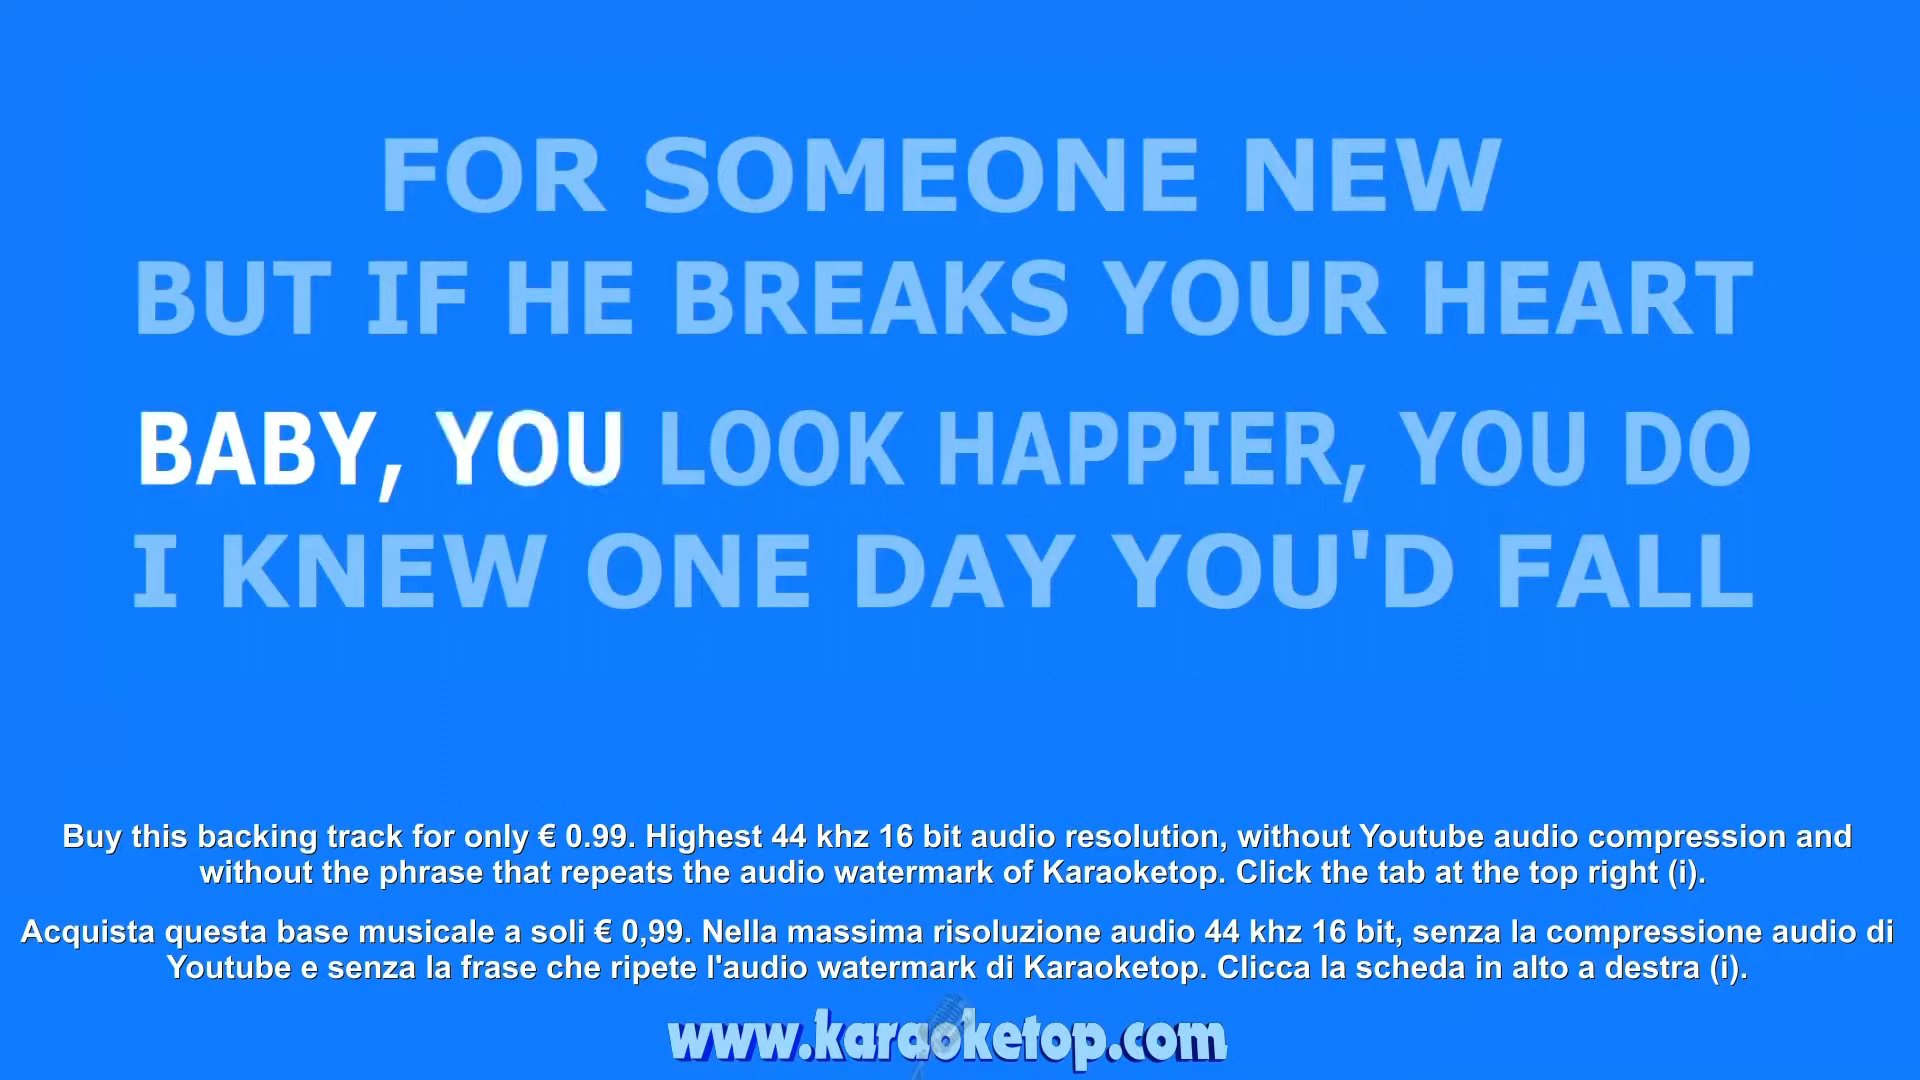 FOR SOMEONE NEW
BUT IF HE BREAKS YOUR HEART
BABY, YOU LOOK HAPPIER, YOU DO
I KNEW ONE DAY YOU'D FALL
Buy this backing track for only € 0.99. Highest 44 khz 16 bit audio resolution, without Youtube audio compression and
without the phrase that repeats the audio watermark of Karaoketop. Click the tab at the top right (i).
Acquista questa base musicale a soli € 0,99. Nella massima risoluzione audio 44 khz 16 bit, senza la compressione audio di
Youtube e senza la frase che ripete l'audio watermark di Karaoketop. Clicca la scheda in alto a destra (i).
www.karaoketop.com